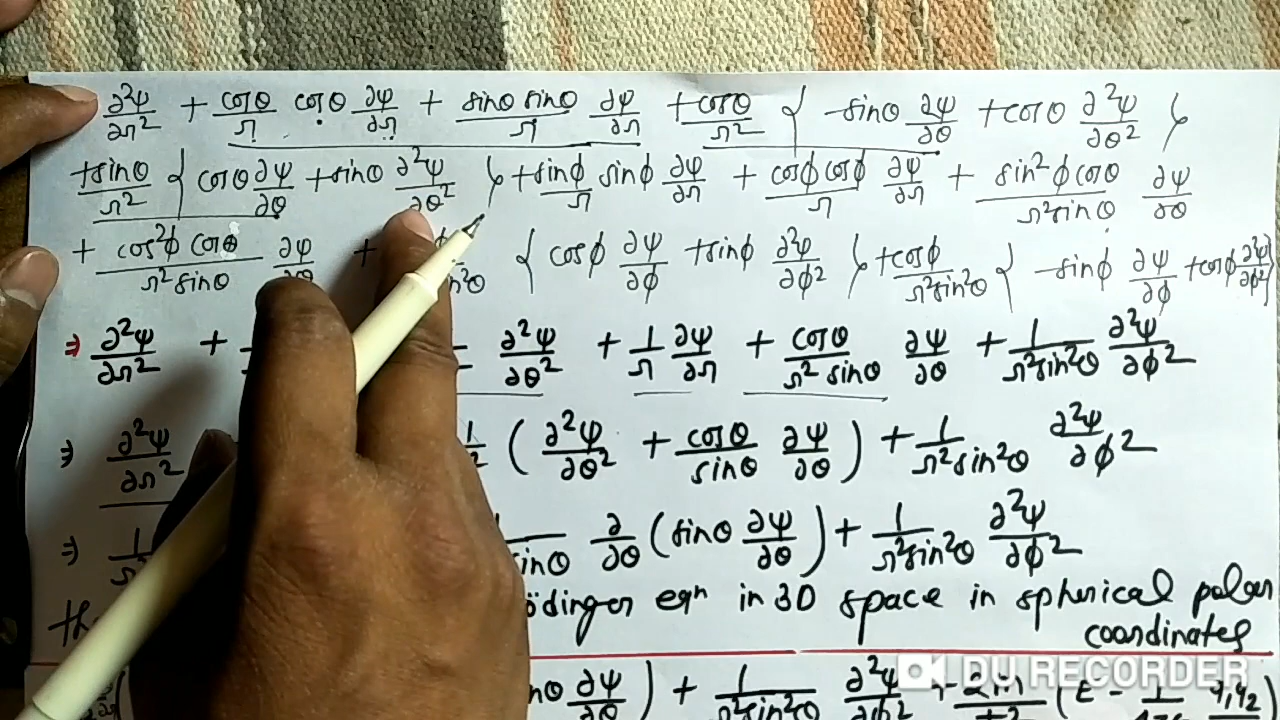 ∂²ψ/∂r² + cosθ/r cosθ ∂ψ/∂r + sinθ sinθ/r ∂ψ/∂r + cosθ/r² { -sinθ ∂ψ/∂θ + cosθ ∂²ψ/∂θ² }
+sinθ/r² { cosθ ∂ψ/∂θ + sinθ ∂²ψ/∂θ² } + sinϕ/r sinϕ ∂ψ/∂r + cosϕ cosϕ/r ∂ψ/∂r + sin²ϕ cosθ/r² sinθ ∂ψ/∂θ
+ cos²ϕ cosθ/r² sinθ ∂ψ/∂θ + { cosϕ ∂ψ/∂ϕ + sinϕ ∂²ψ/∂ϕ² } + cosϕ/r² sin²θ { -sinϕ ∂ψ/∂ϕ + cosϕ ∂²ψ/∂ϕ² }
⇒ ∂²ψ/∂r² + ∂²ψ/∂θ² + 1/r ∂ψ/∂r + cosθ/r² sinθ ∂ψ/∂θ + 1/r² sin²θ ∂²ψ/∂ϕ²
⇒ ∂²ψ/∂r² ( ∂²ψ/∂θ² + cosθ/sinθ ∂ψ/∂θ ) + 1/r² sin²θ ∂²ψ/∂ϕ²
⇒ ∂/∂θ ( sinθ ∂ψ/∂θ ) + 1/r² sin²θ ∂²ψ/∂ϕ²
eqn in 3D space in spherical polar
coordinates
∂ψ/∂θ ) + 1/r² sin²θ ∂²ψ/∂ϕ² + 2m ( E - 1
DU RECORDER